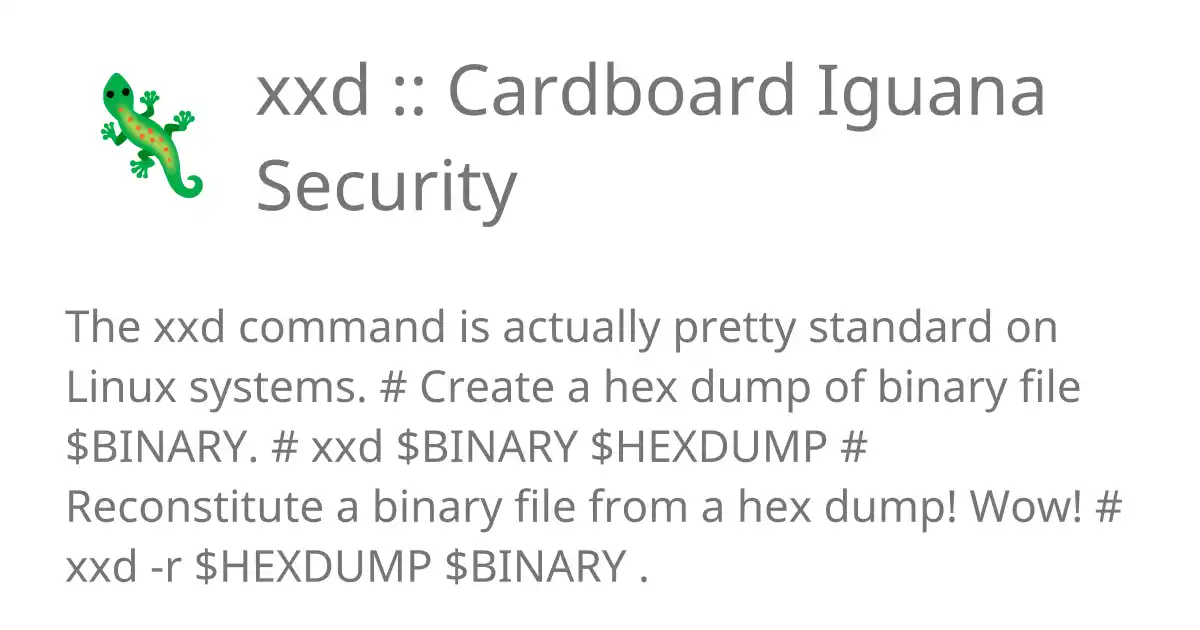 xxd :: Cardboard Iguana
Security
The xxd command is actually pretty standard on
Linux systems. # Create a hex dump of binary file
$BINARY. # xxd $BINARY $HEXDUMP #
Reconstitute a binary file from a hex dump! Wow! #
xxd -r $HEXDUMP $BINARY .